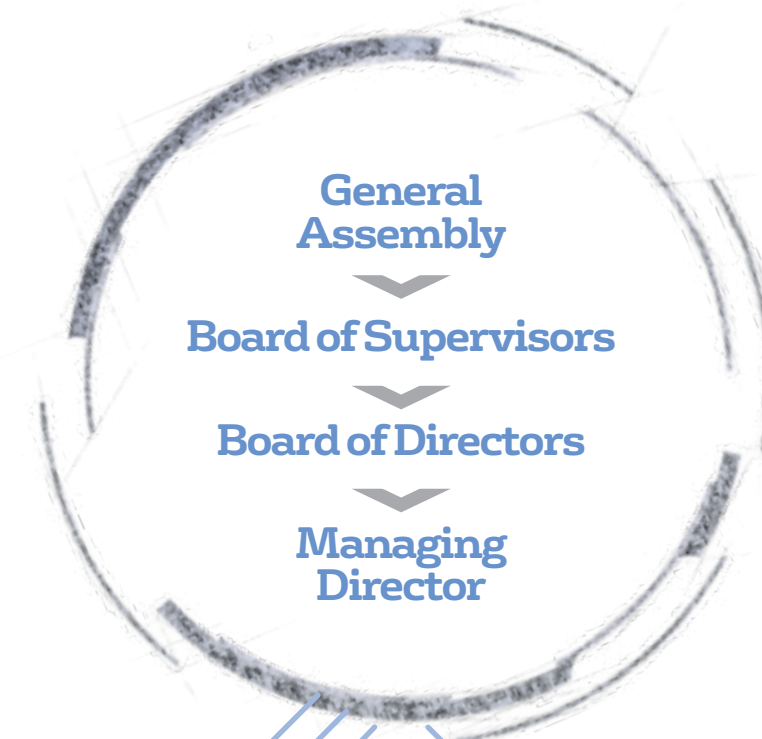 General
Assembly
Board of Supervisors
Board of Directors
Managing
Director